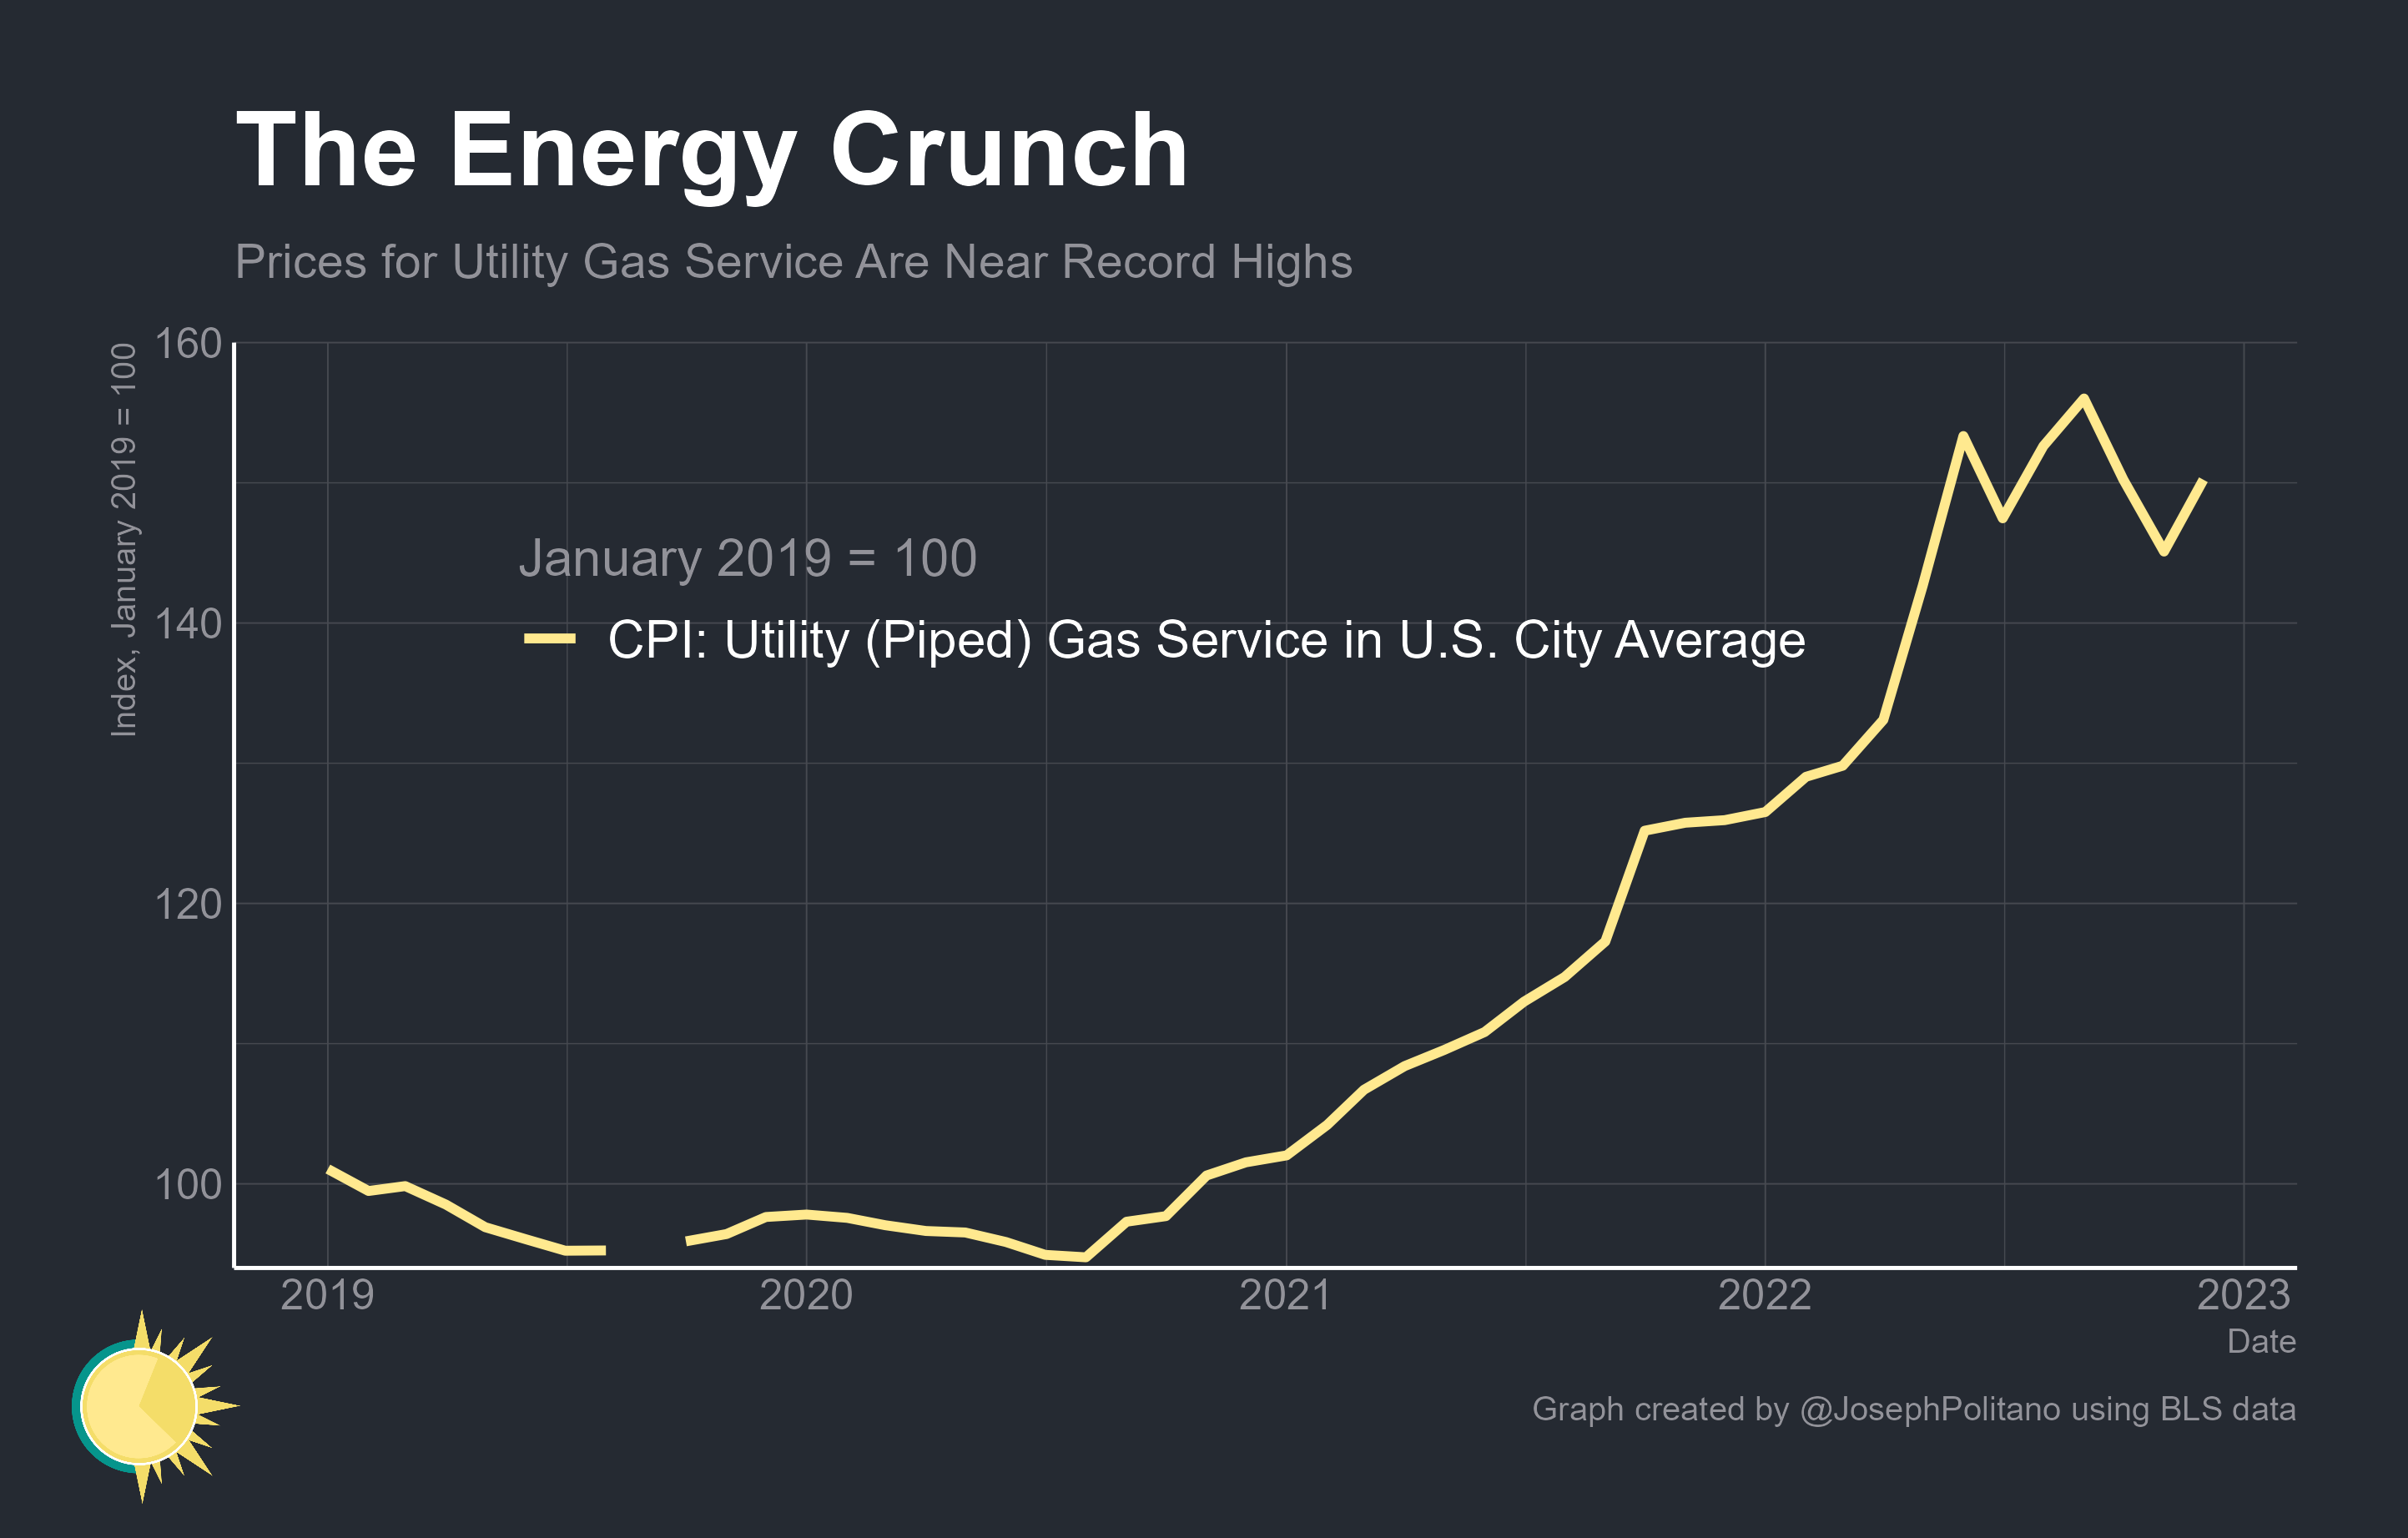 The Energy Crunch
Prices for Utility Gas Service Are Near Record Highs
Index, January 2019 = 100
160
140
120
100
January 2019 = 100
CPI: Utility (Piped) Gas Service in U.S. City Average
2019 2020 2021 2022 2023
Date
Graph created by @JosephPolitano using BLS data